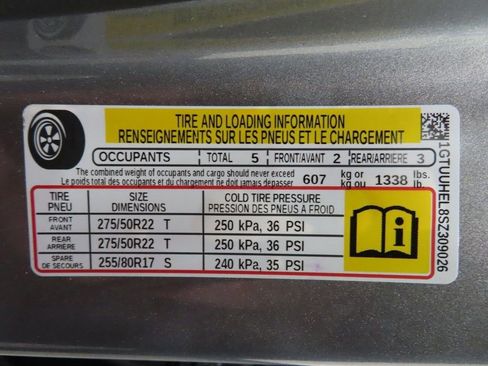 TIRE AND LOADING INFORMATION
RENSEIGNEMENTS SUR LES PNEUS ET LE CHARGEMENT
OCCUPANTS TOTAL 5 FRONT/AVANT 2 REAR/ARRIÈRE 3
The combined weight of occupants and cargo should never exceed 607 kg or 1338 lbs.
Le poids total des occupants et du chargement ne doit jamais dépasser kg ou lb.
TIRE SIZE COLD TIRE PRESSURE
PNEU DIMENSIONS PRESSION DES PNEUS A FROID
FRONT
AVANT 275/50R22 T 250 kPa, 36 PSI
REAR
ARRIÈRE 275/50R22 T 250 kPa, 36 PSI
SPARE
DE SECOURS 255/80R17 S 240 kPa, 35 PSI
i
1GTUUHEL8SZ309026